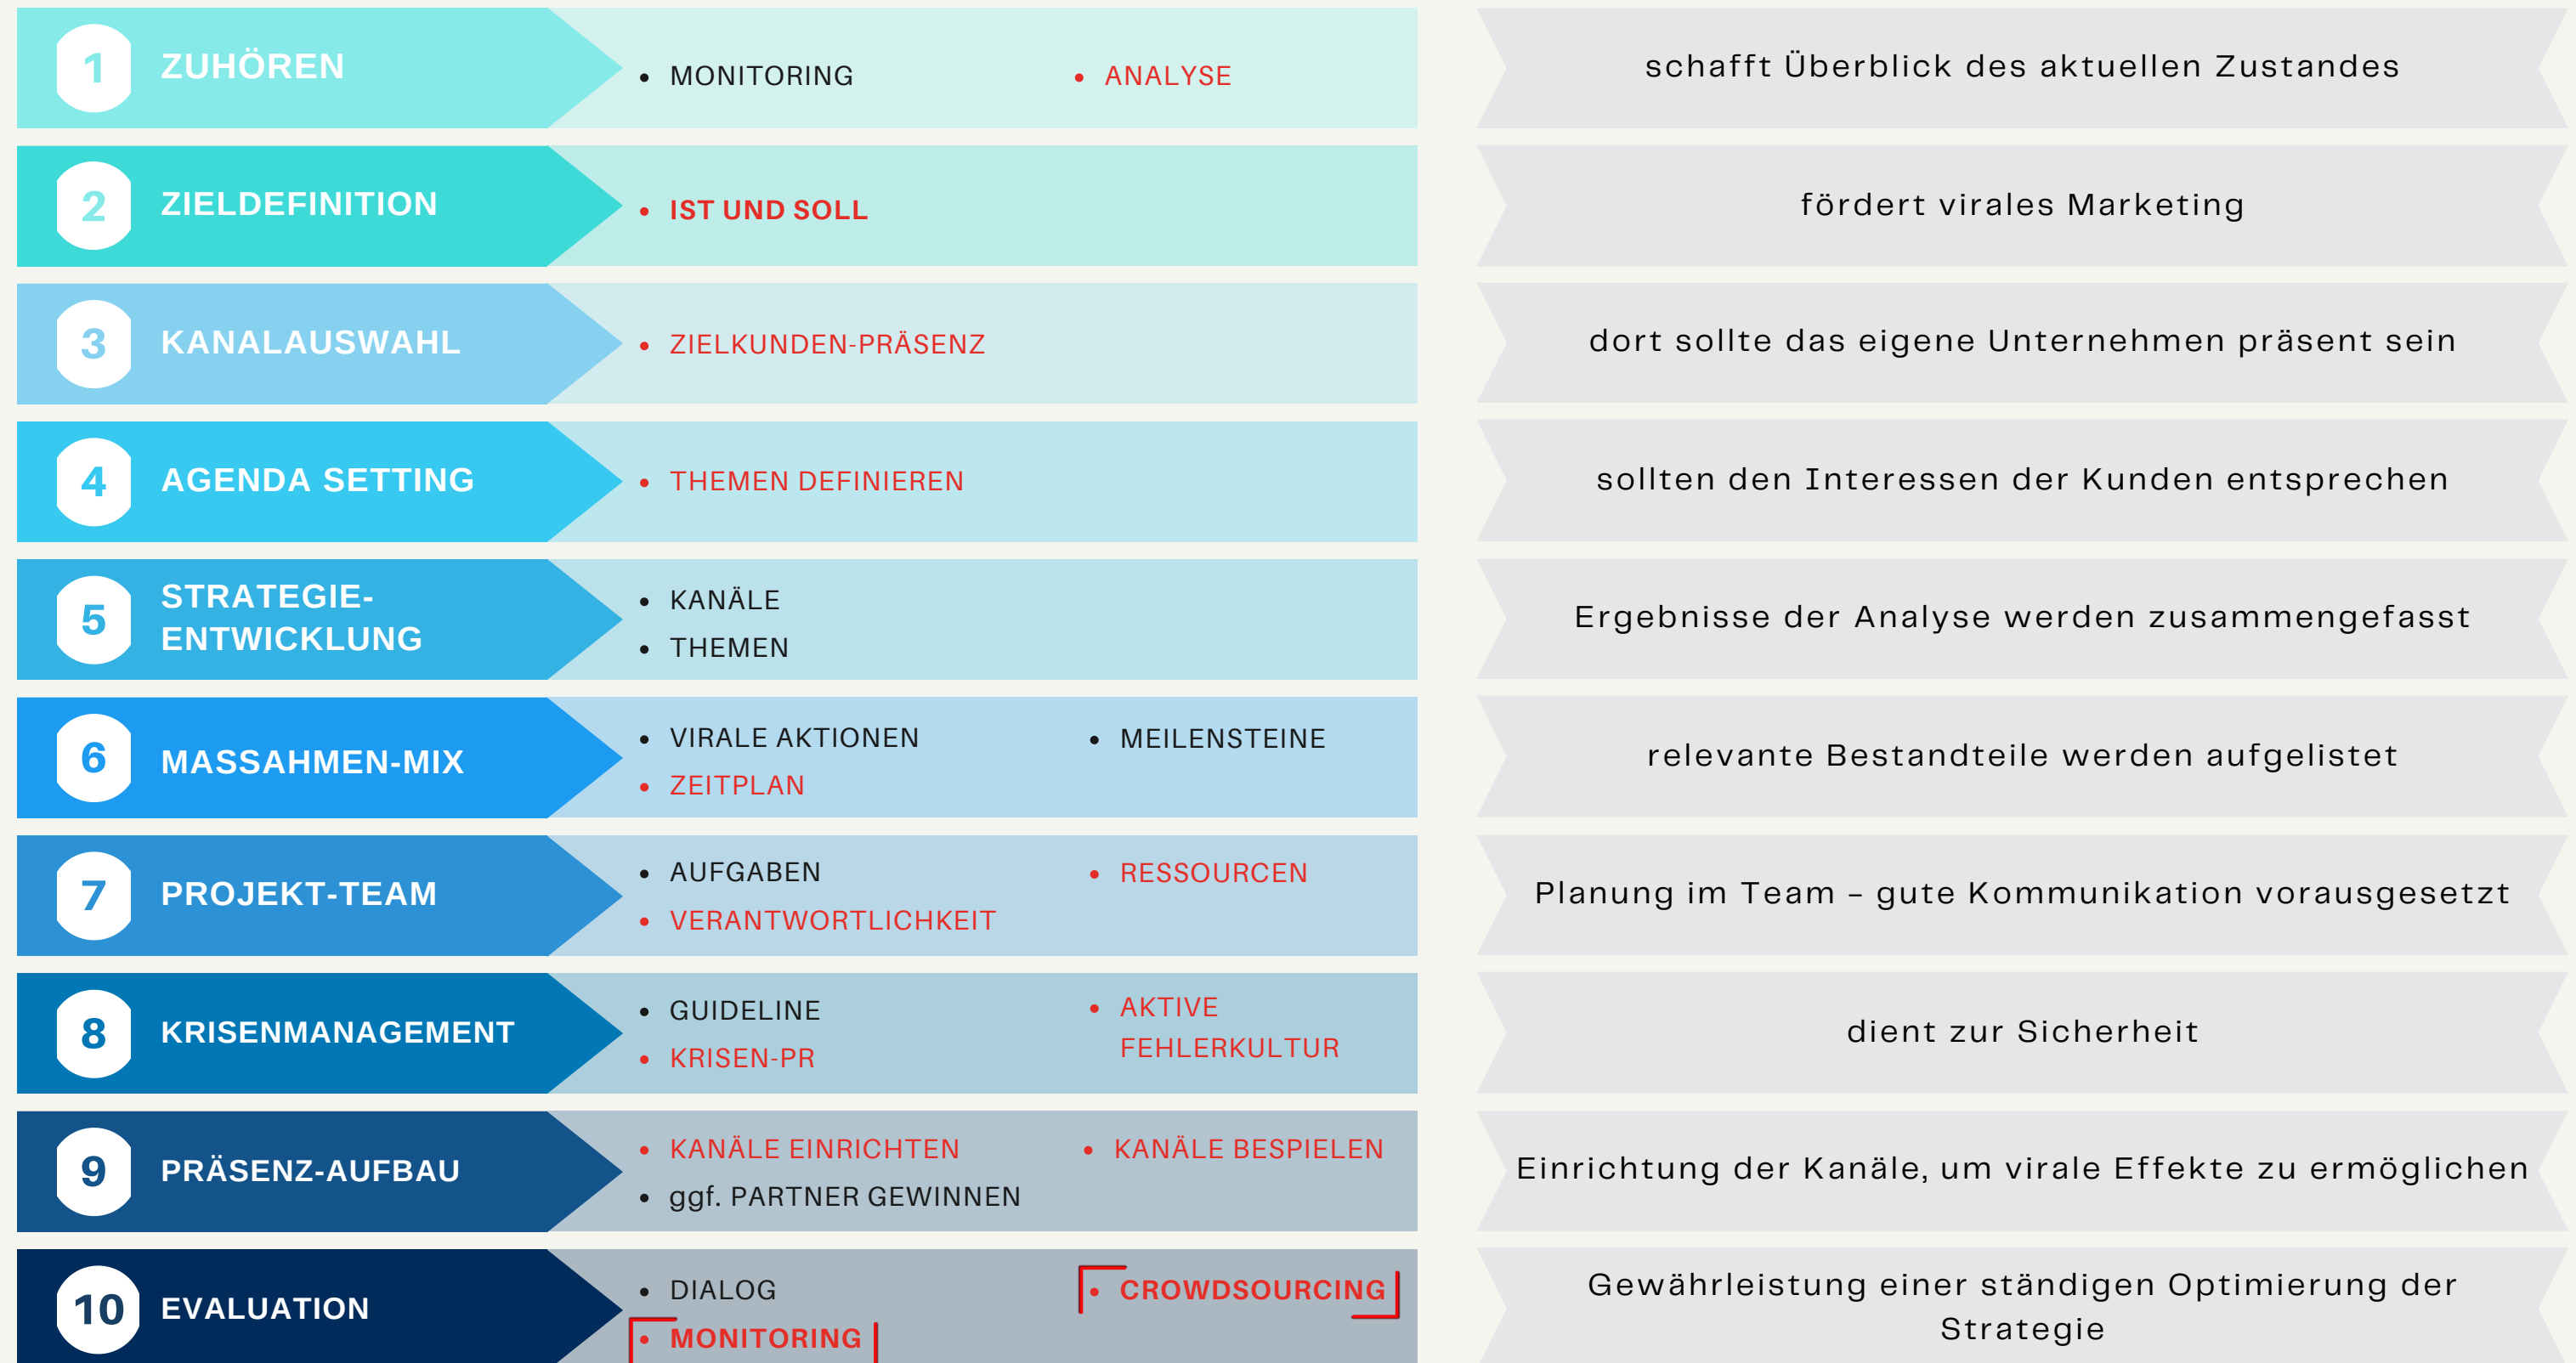 1 ZUHÖREN
• MONITORING
• ANALYSE
schafft Überblick des aktuellen Zustandes
2 ZIELDEFINITION
• IST UND SOLL
fördert virales Marketing
3 KANALAUSWAHL
• ZIELKUNDEN-PRÄSENZ
dort sollte das eigene Unternehmen präsent sein
4 AGENDA SETTING
• THEMEN DEFINIEREN
sollten den Interessen der Kunden entsprechen
5 STRATEGIE-
ENTWICKLUNG
• KANÄLE
• THEMEN
Ergebnisse der Analyse werden zusammengefasst
6 MASSAHMEN-MIX
• VIRALE AKTIONEN
• ZEITPLAN
• MEILENSTEINE
relevante Bestandteile werden aufgelistet
7 PROJEKT-TEAM
• AUFGABEN
• VERANTWORTLICHKEIT
• RESSOURCEN
Planung im Team – gute Kommunikation vorausgesetzt
8 KRISENMANAGEMENT
• GUIDELINE
• KRISEN-PR
• AKTIVE
FEHLERKULTUR
dient zur Sicherheit
9 PRÄSENZ-AUFBAU
• KANÄLE EINRICHTEN
• ggf. PARTNER GEWINNEN
• KANÄLE BESPIELEN
Einrichtung der Kanäle, um virale Effekte zu ermöglichen
10 EVALUATION
• DIALOG
• MONITORING
• CROWDSOURCING
Gewährleistung einer ständigen Optimierung der
Strategie